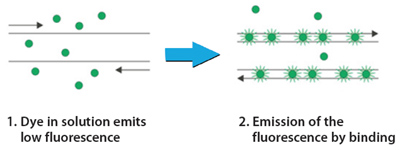 1. Dye in solution emits
low fluorescence
2. Emission of the
fluorescence by binding